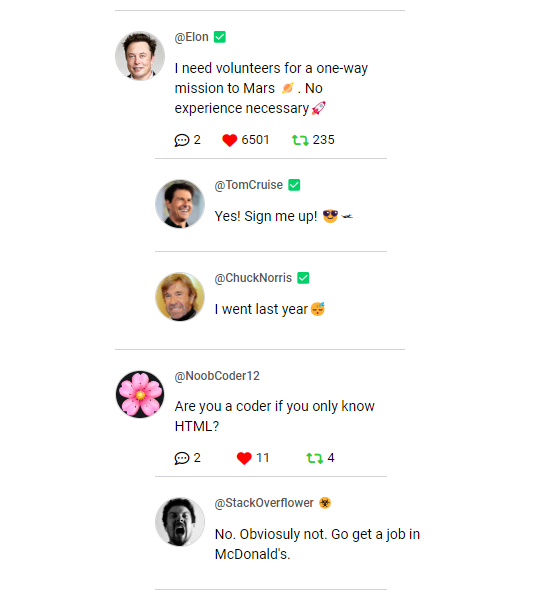 @Elon ✅
I need volunteers for a one-way
mission to Mars 🪐. No
experience necessary🚀
2 6501 235
@TomCruise ✅
Yes! Sign me up! 😎🛩
@ChuckNorris ✅
I went last year😴
@NoobCoder12
Are you a coder if you only know
HTML?
2 11 4
@StackOverflower ☣️
No. Obviosuly not. Go get a job in
McDonald's.